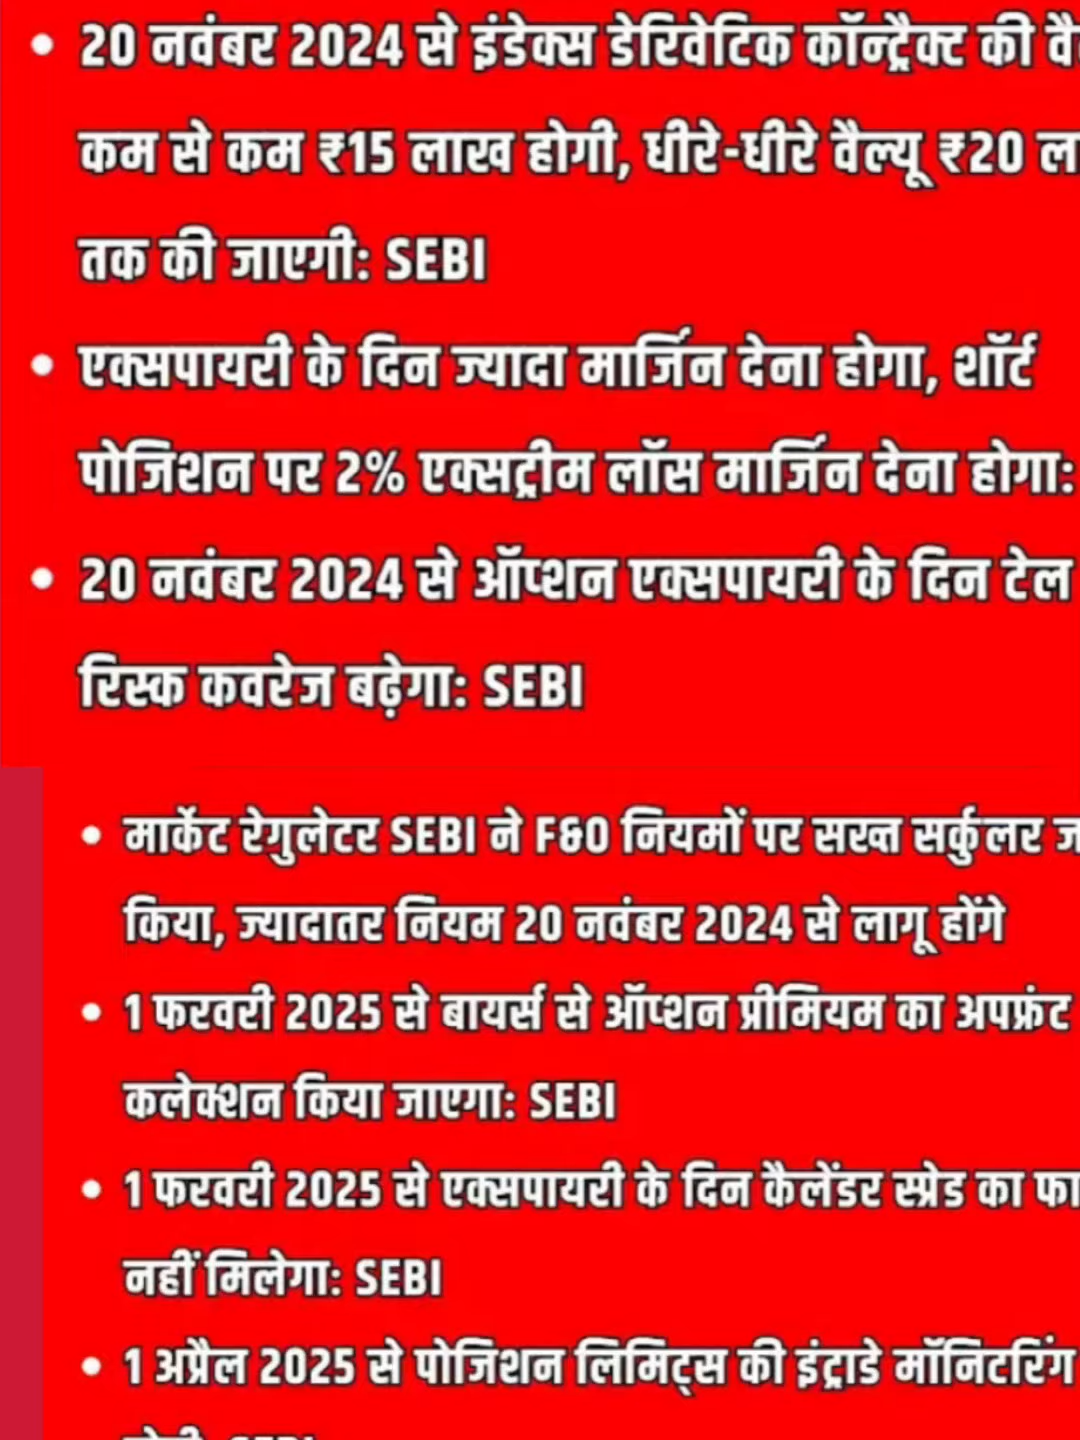 • 20 नवंबर 2024 से इंडेक्स डेरिवेटिक कॉन्ट्रैक्ट की
कम से कम ₹15 लाख होगी, धीरे-धीरे वैल्यू ₹20
तक की जाएगी: SEBI
• एक्सपायरी के दिन ज्यादा मार्जिन देना होगा, शॉर्ट
पोजिशन पर 2% एक्सट्रीम लॉस मार्जिन देना होगा:
• 20 नवंबर 2024 से ऑप्शन एक्सपायरी के दिन टेल
रिस्क कवरेज बढ़ेगा: SEBI
• मार्केट रेगुलेटर SEBI ने F&O नियमों पर सख्त सर्कुलर
किया, ज्यादातर नियम 20 नवंबर 2024 से लागू होंगे
• 1 फरवरी 2025 से बायर्स से ऑप्शन प्रीमियम का अपफ्रंट
कलेक्शन किया जाएगा: SEBI
• 1 फरवरी 2025 से एक्सपायरी के दिन कैलेंडर स्प्रेड का
नहीं मिलेगा: SEBI
• 1 अप्रैल 2025 से पोजिशन लिमिट्स की इंट्राडे मॉनिटरिंग